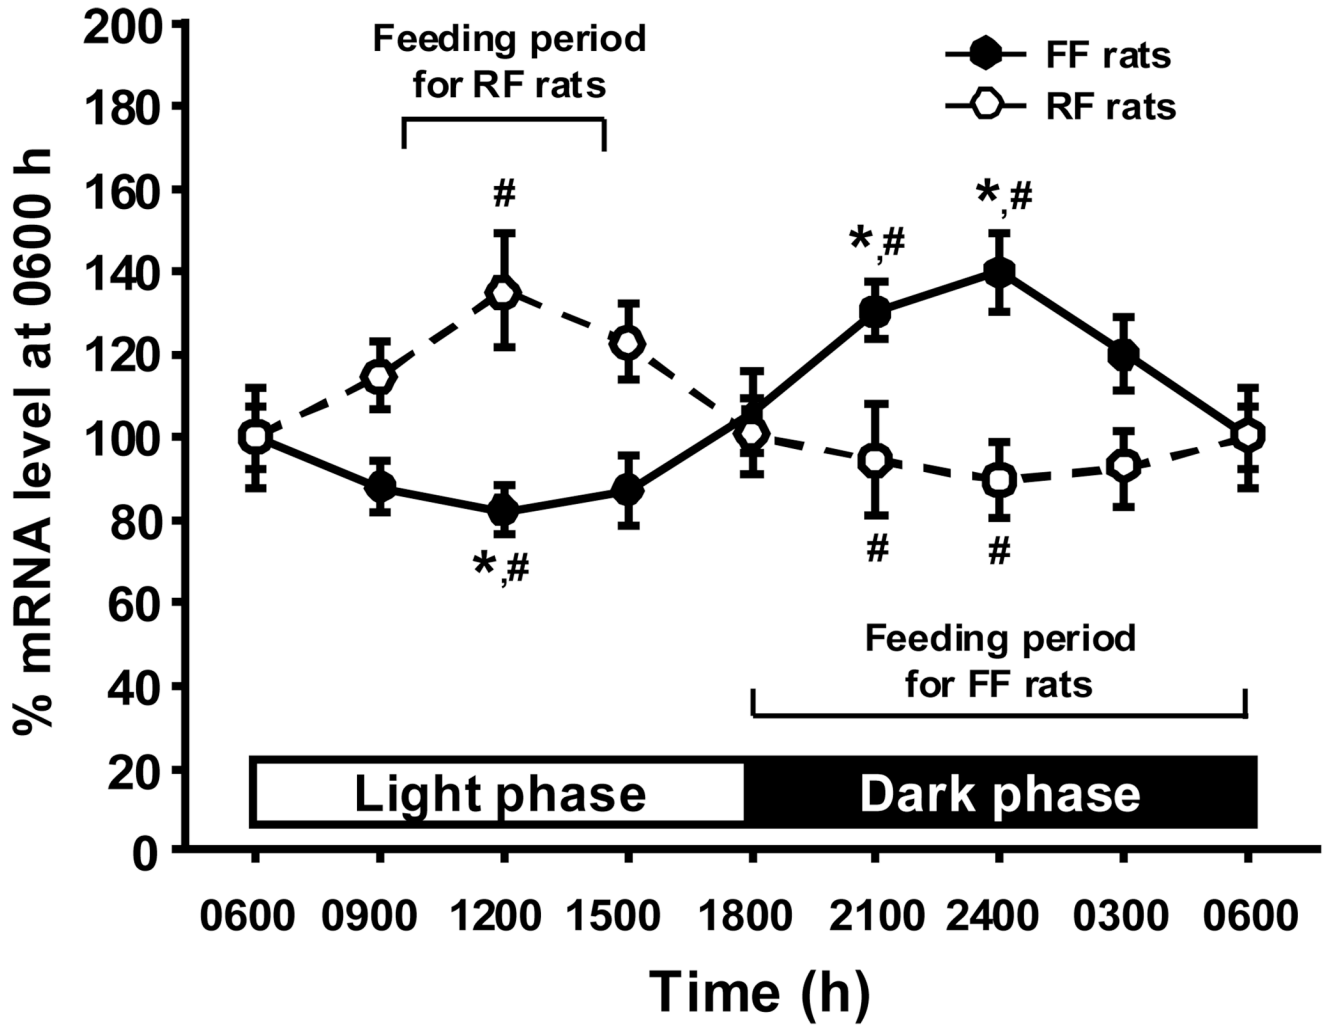 200
180
160
140
120
100
80
60
40
20
0
% mRNA level at 0600 h
Feeding period
for RF rats
FF rats
RF rats
#
*,#
*,#
*,#
#
#
Feeding period
for FF rats
Light phase
Dark phase
0600 0900 1200 1500 1800 2100 2400 0300 0600
Time (h)